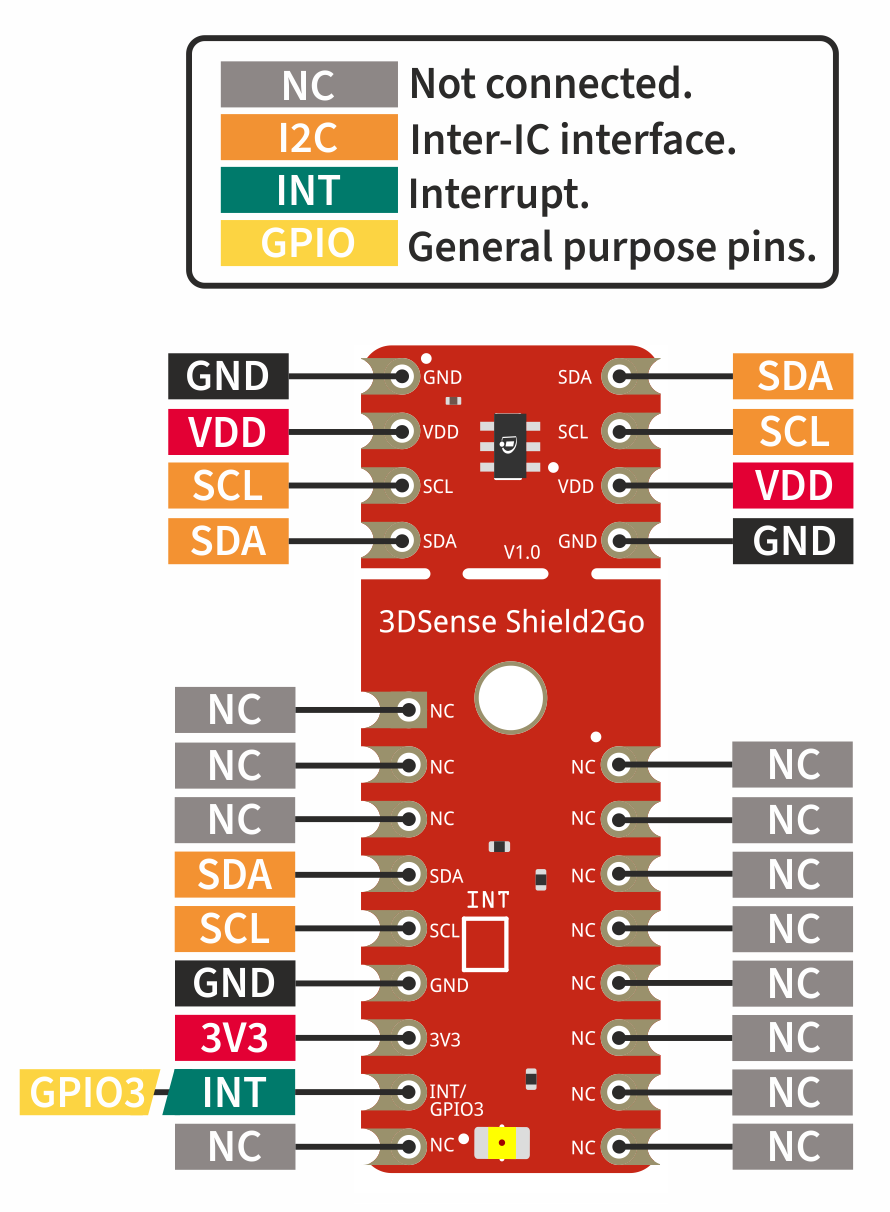 NC Not connected.
I2C Inter-IC interface.
INT Interrupt.
GPIO General purpose pins.
GND GND SDA SDA
VDD VDD SCL SCL
SCL SCL VDD VDD
SDA SDA GND GND
V1.0
3DSense Shield2Go
NC NC
NC NC NC NC
NC NC NC NC
SDA SDA NC NC
INT
SCL SCL NC NC
GND GND NC NC
3V3 3V3 NC NC
GPIO3 INT INT/ NC NC
GPIO3
NC NC NC NC